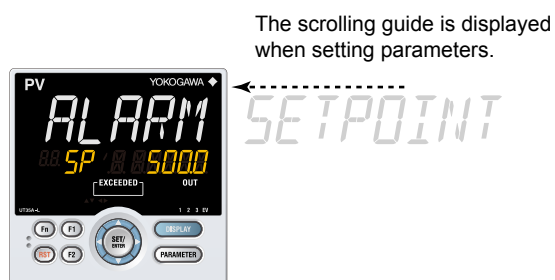 The scrolling guide is displayed
when setting parameters.
PV YOKOGAWA
ALARM SETPOINT
SP 500.0
EXCEEDED OUT
UT35A-L 1 2 3 EV
Fn F1 SET/ENTER DISPLAY
RST F2 PARAMETER